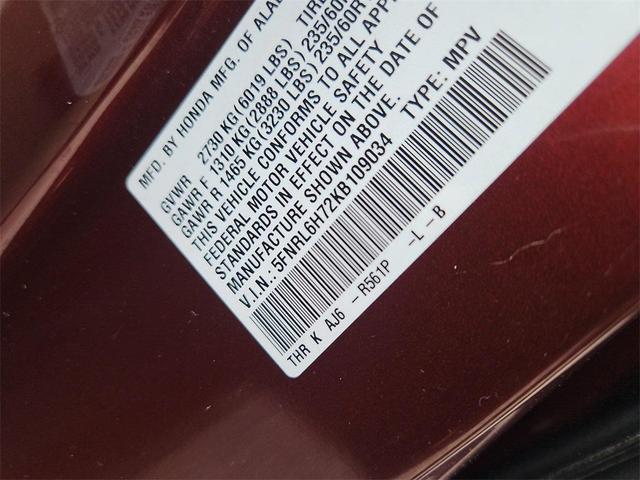 MFD. BY HONDA MFG. OF ALA
TIR
GVWR 2730 KG (6019 LBS)
GAWR F 1310 KG (2888 LBS) 235/60
GAWR R 1465 KG (3230 LBS) 235/60R
THIS VEHICLE CONFORMS TO ALL APP
FEDERAL MOTOR VEHICLE SAFETY
STANDARDS IN EFFECT ON THE DATE OF
MANUFACTURE SHOWN ABOVE.
V.I.N.: 5FNRL6H72KB109034 TYPE: MPV
THR K AJ6 - R561P -L-B